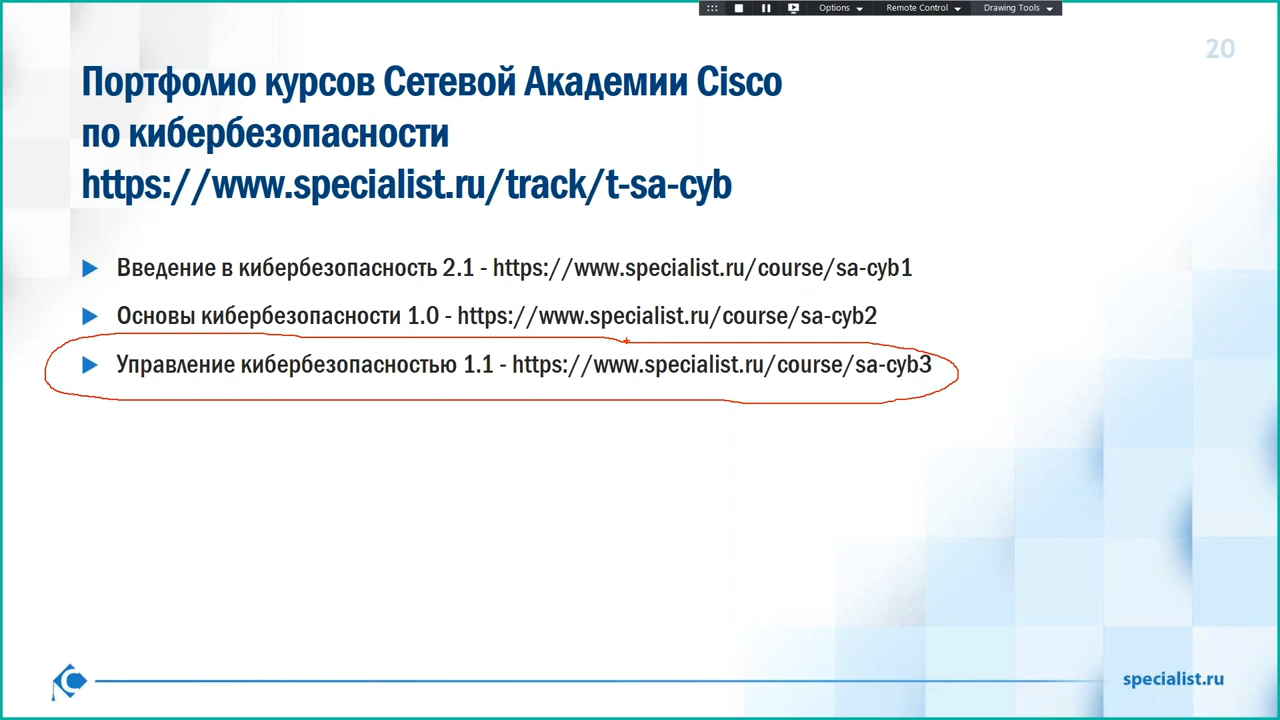 Options
Remote Control
Drawing Tools
20
Портфолио курсов Сетевой Академии Cisco
по кибербезопасности
https://www.specialist.ru/track/t-sa-cyb
Введение в кибербезопасность 2.1 - https://www.specialist.ru/course/sa-cyb1
Основы кибербезопасности 1.0 - https://www.specialist.ru/course/sa-cyb2
Управление кибербезопасностью 1.1 - https://www.specialist.ru/course/sa-cyb3
specialist.ru